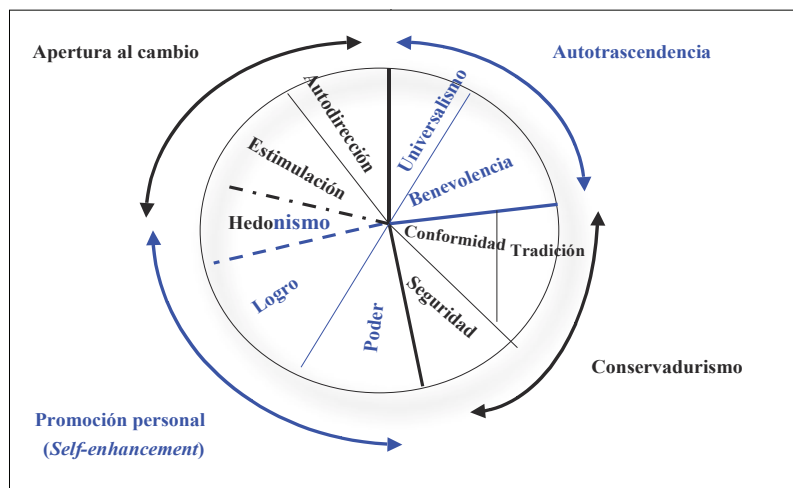 Apertura al cambio
Autotrascendencia
Autodirección
Universalismo
Estimulación
Benevolencia
Hedonismo
Conformidad
Tradición
Logro
Seguridad
Poder
Conservadurismo
Promoción personal
(Self-enhancement)